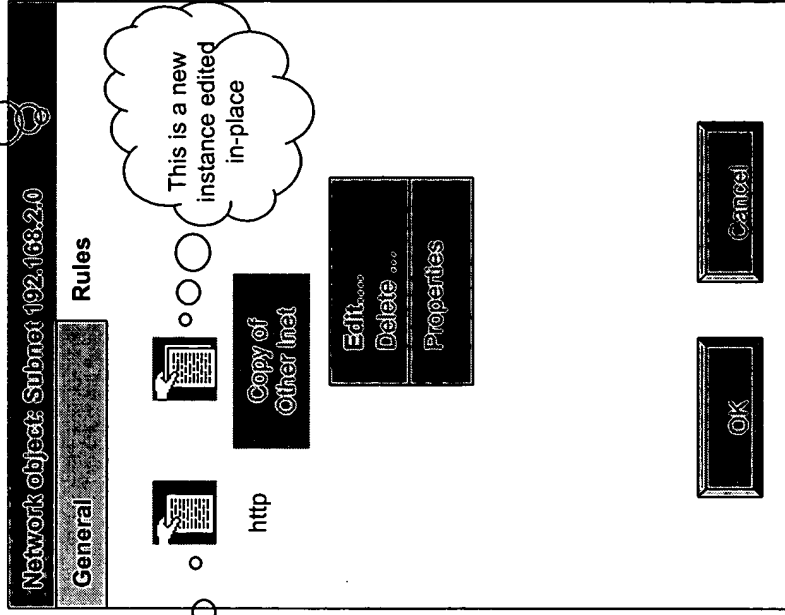 Network object: Subnet 192.168.2.0
General
Rules
http
Copy of
Other Inet
This is a new
instance edited
in-place
Edit.....
Delete ...
Properties
OK
Cancel